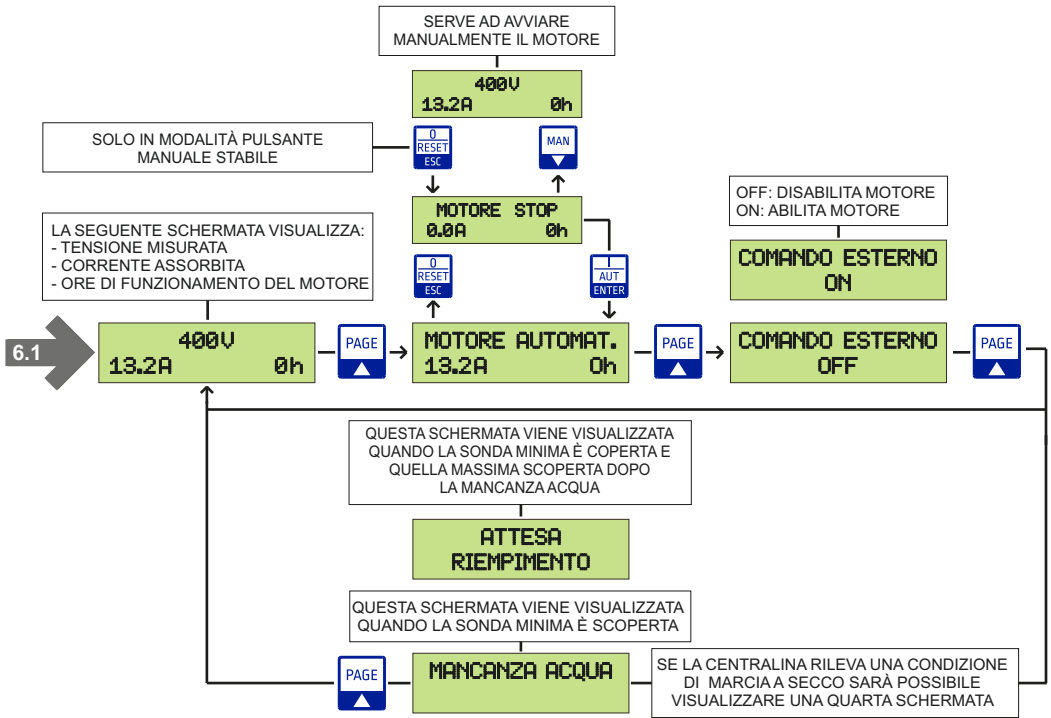 SERVE AD AVVIARE
MANUALMENTE IL MOTORE
400V
13.2A 0h
SOLO IN MODALITÀ PULSANTE
MANUALE STABILE
0
RESET
ESC
MAN
MOTORE STOP
0.0A 0h
LA SEGUENTE SCHERMATA VISUALIZZA:
- TENSIONE MISURATA
- CORRENTE ASSORBITA
- ORE DI FUNZIONAMENTO DEL MOTORE
0
RESET
ESC
I
AUT
ENTER
OFF: DISABILITA MOTORE
ON: ABILITA MOTORE
COMANDO ESTERNO
ON
6.1
400V
13.2A 0h
PAGE
MOTORE AUTOMAT.
13.2A 0h
PAGE
COMANDO ESTERNO
OFF
PAGE
QUESTA SCHERMATA VIENE VISUALIZZATA
QUANDO LA SONDA MINIMA È COPERTA E
QUELLA MASSIMA SCOPERTA DOPO
LA MANCANZA ACQUA
ATTESA
RIEMPIMENTO
QUESTA SCHERMATA VIENE VISUALIZZATA
QUANDO LA SONDA MINIMA È SCOPERTA
PAGE
MANCANZA ACQUA
SE LA CENTRALINA RILEVA UNA CONDIZIONE
DI MARCIA A SECCO SARÀ POSSIBILE
VISUALIZZARE UNA QUARTA SCHERMATA